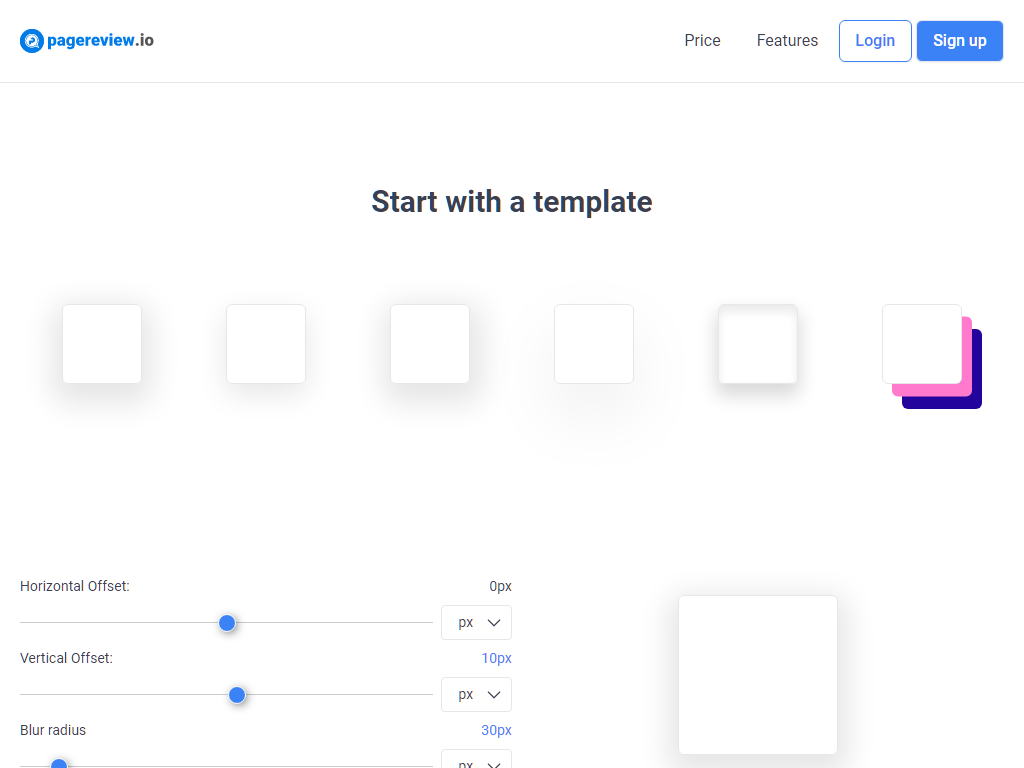 pagereview.io
Price
Features
Login
Sign up
Start with a template
Horizontal Offset:
0px
px
Vertical Offset:
10px
px
Blur radius
30px
px